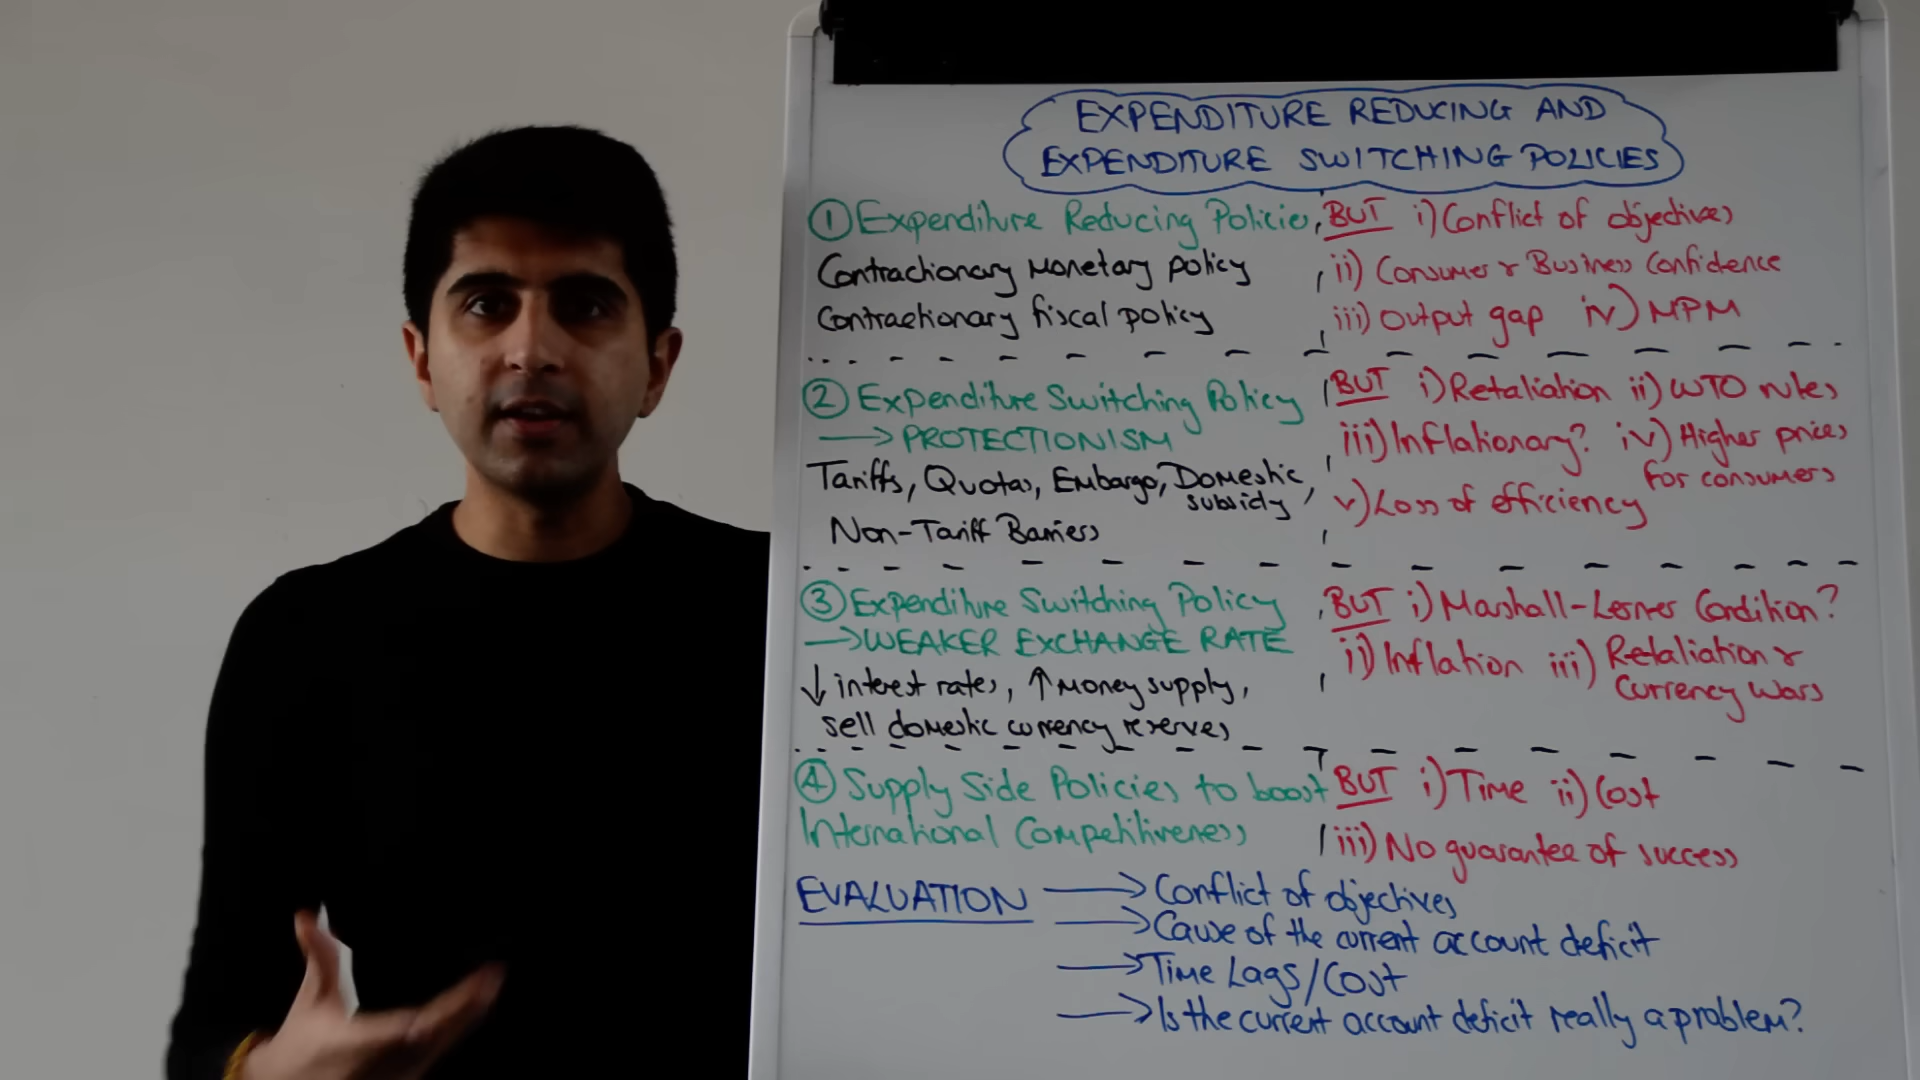 EXPENDITURE REDUCING AND
EXPENDITURE SWITCHING POLICIES
① Expenditure Reducing Policies
Contractionary Monetary policy
Contractionary fiscal policy
BUT i) Conflict of objectives
ii) Consumer & Business Confidence
iii) Output gap iv) MPM
② Expenditure Switching Policy
→ PROTECTIONISM
Tariffs, Quotas, Embargo, Domestic
subsidy
Non-Tariff Barriers
BUT i) Retaliation ii) WTO rules
iii) Inflationary? iv) Higher prices
for consumers
v) Loss of efficiency
③ Expenditure Switching Policy
→ WEAKER EXCHANGE RATE
↓ interest rates, ↑ Money supply,
sell domestic currency reserves
BUT i) Marshall-Lerner Condition?
ii) Inflation iii) Retaliation &
Currency Wars
④ Supply Side Policies to boost
International Competitiveness
BUT i) Time ii) Cost
iii) No guarantee of success
EVALUATION → Conflict of objectives
→ Cause of the current account deficit
→ Time Lags/Cost
→ Is the current account deficit really a problem?